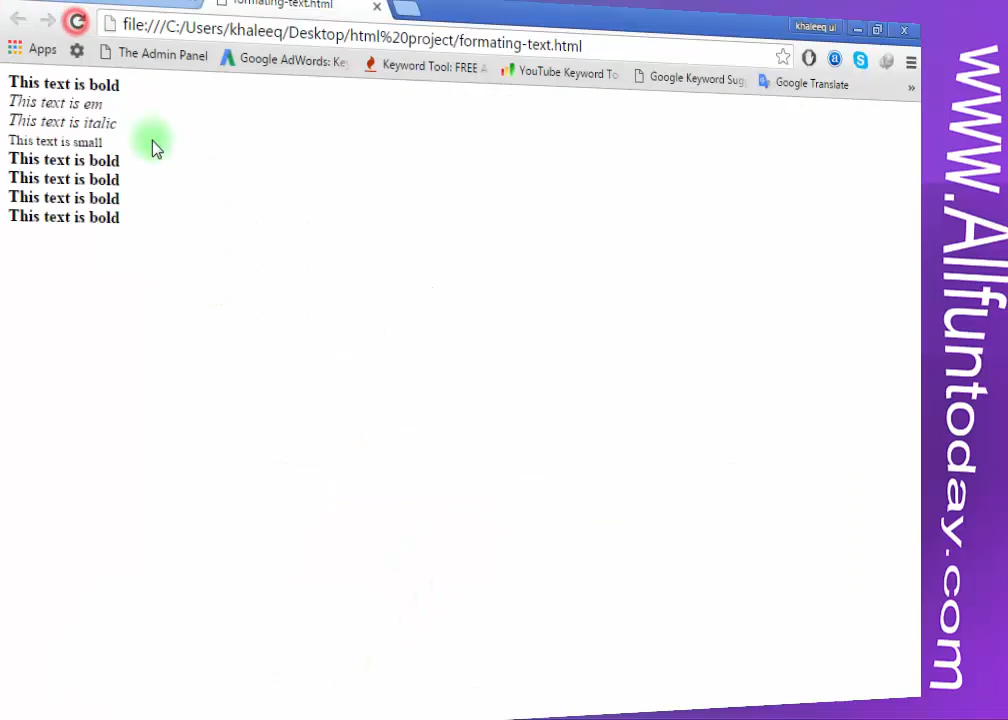 formating-text.html
file:///C:/Users/khaleeq/Desktop/html%20project/formating-text.html
khaleeq ul
Apps
The Admin Panel
Google AdWords: Ke
Keyword Tool: FREE A
YouTube Keyword To
Google Keyword Sug
Google Translate
»
This text is bold
This text is em
This text is italic
This text is small
This text is bold
This text is bold
This text is bold
This text is bold
www.Allfuntoday.com